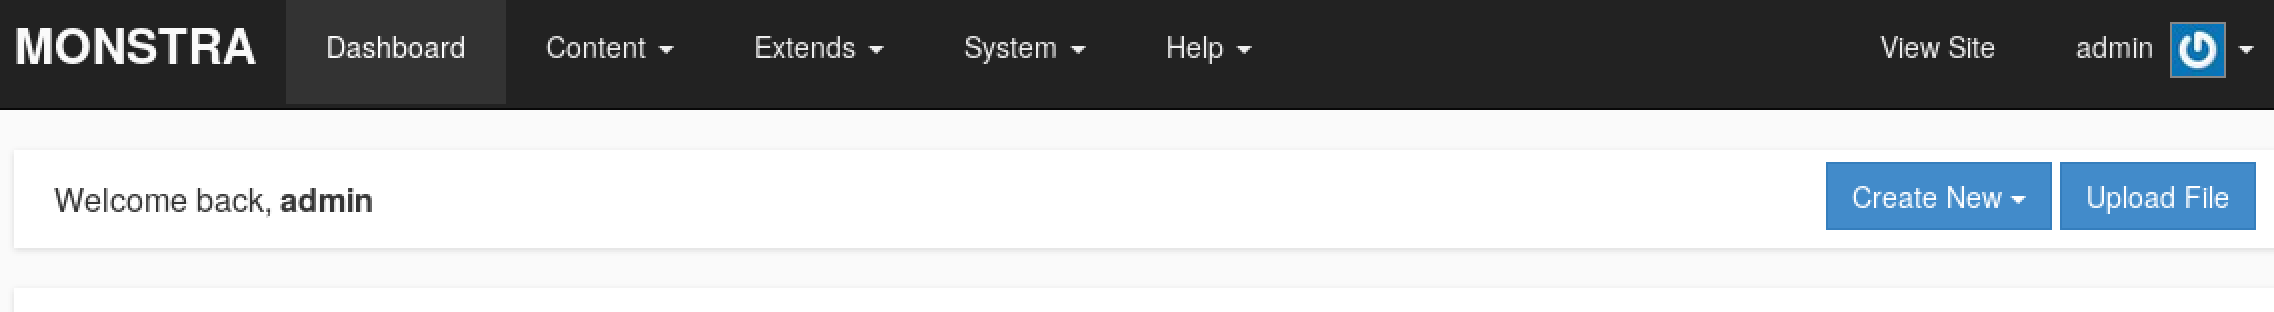 MONSTRA Dashboard Content Extends System Help View Site admin
Welcome back, admin Create New Upload File